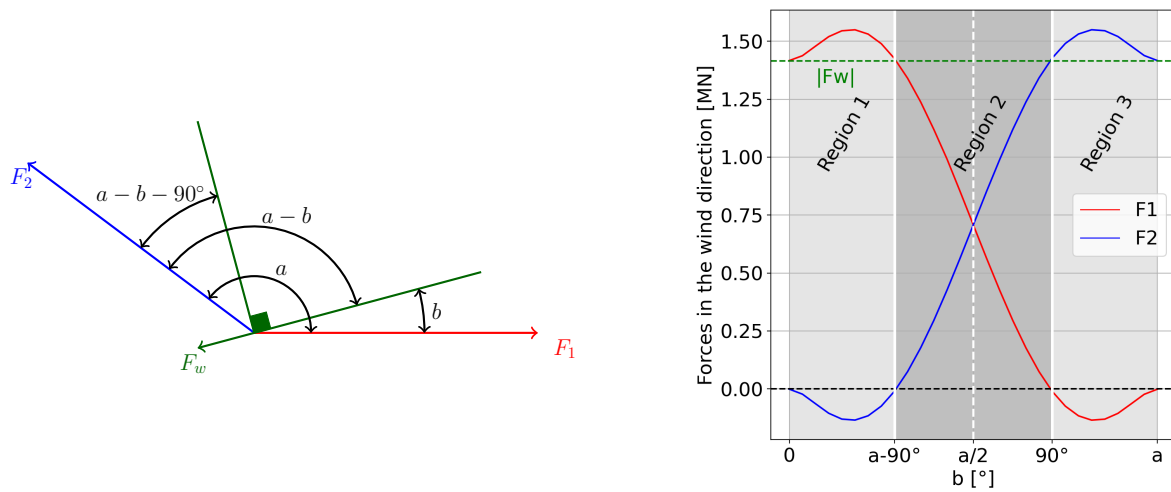 F₂
a − b − 90°
a − b
a
b
F_w
F₁
Forces in the wind direction [MN]
1.50
1.25
1.00
0.75
0.50
0.25
0.00
|Fw|
Region 1
Region 2
Region 3
F1
F2
0
a-90°
a/2
90°
a
b [°]